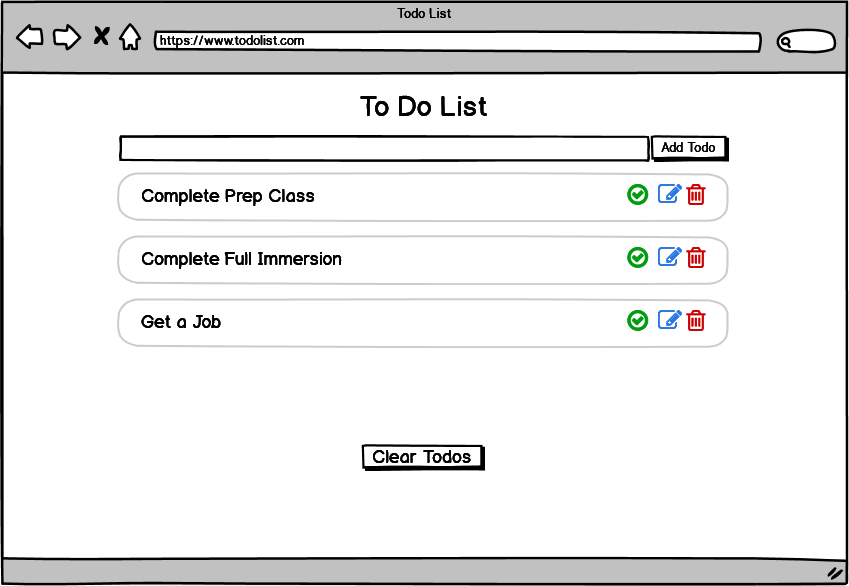 Todo List
https://www.todolist.com
To Do List
Add Todo
Complete Prep Class
Complete Full Immersion
Get a Job
Clear Todos